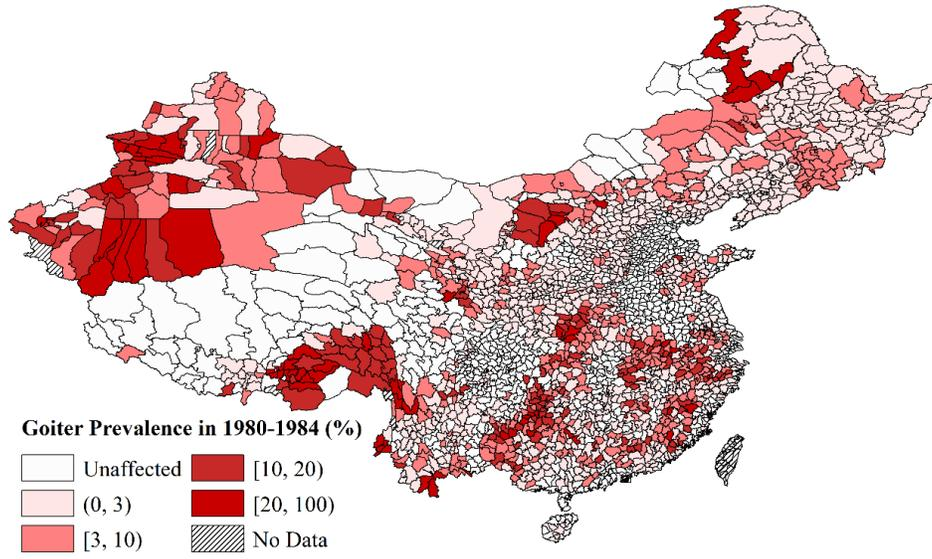 Goiter Prevalence in 1980-1984 (%)
Unaffected [10, 20)
(0, 3) [20, 100)
[3, 10) No Data